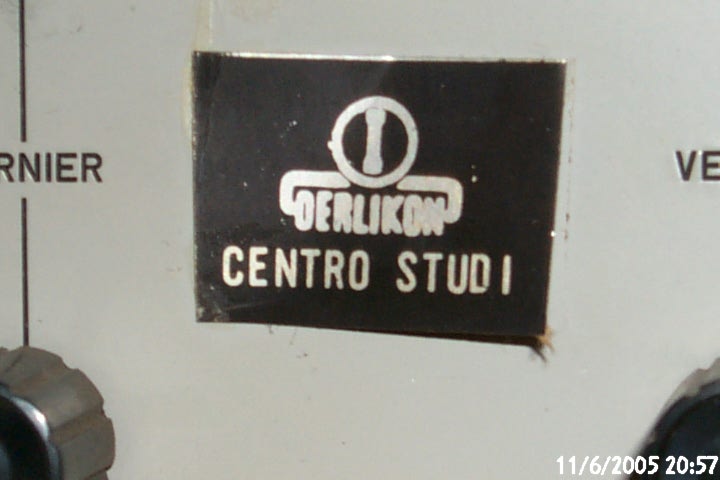 RNIER
VE
OERLIKON
CENTRO STUDI
11/6/2005 20:57